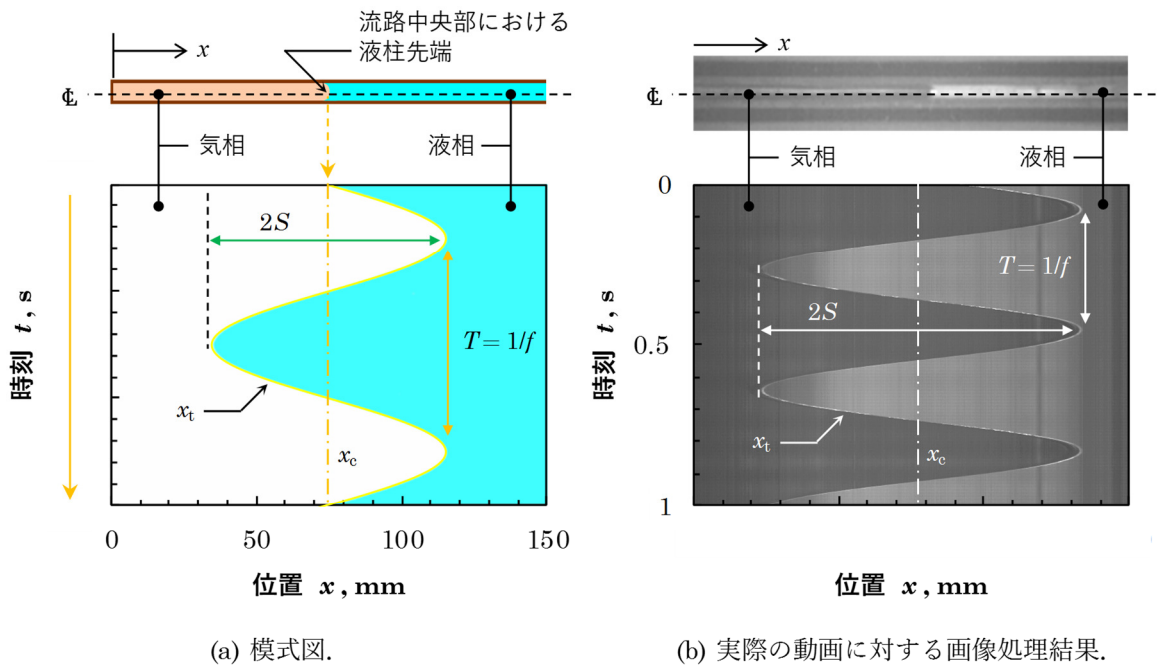 流路中央部における
液柱先端
x
℄
気相
液相
2S
T = 1/f
x_t
x_c
時刻 t , s
0
50
100
150
位置 x , mm
(a) 模式図.
x
℄
気相
液相
0
0.5
1
T = 1/f
2S
x_t
x_c
時刻 t , s
位置 x , mm
(b) 実際の動画に対する画像処理結果.